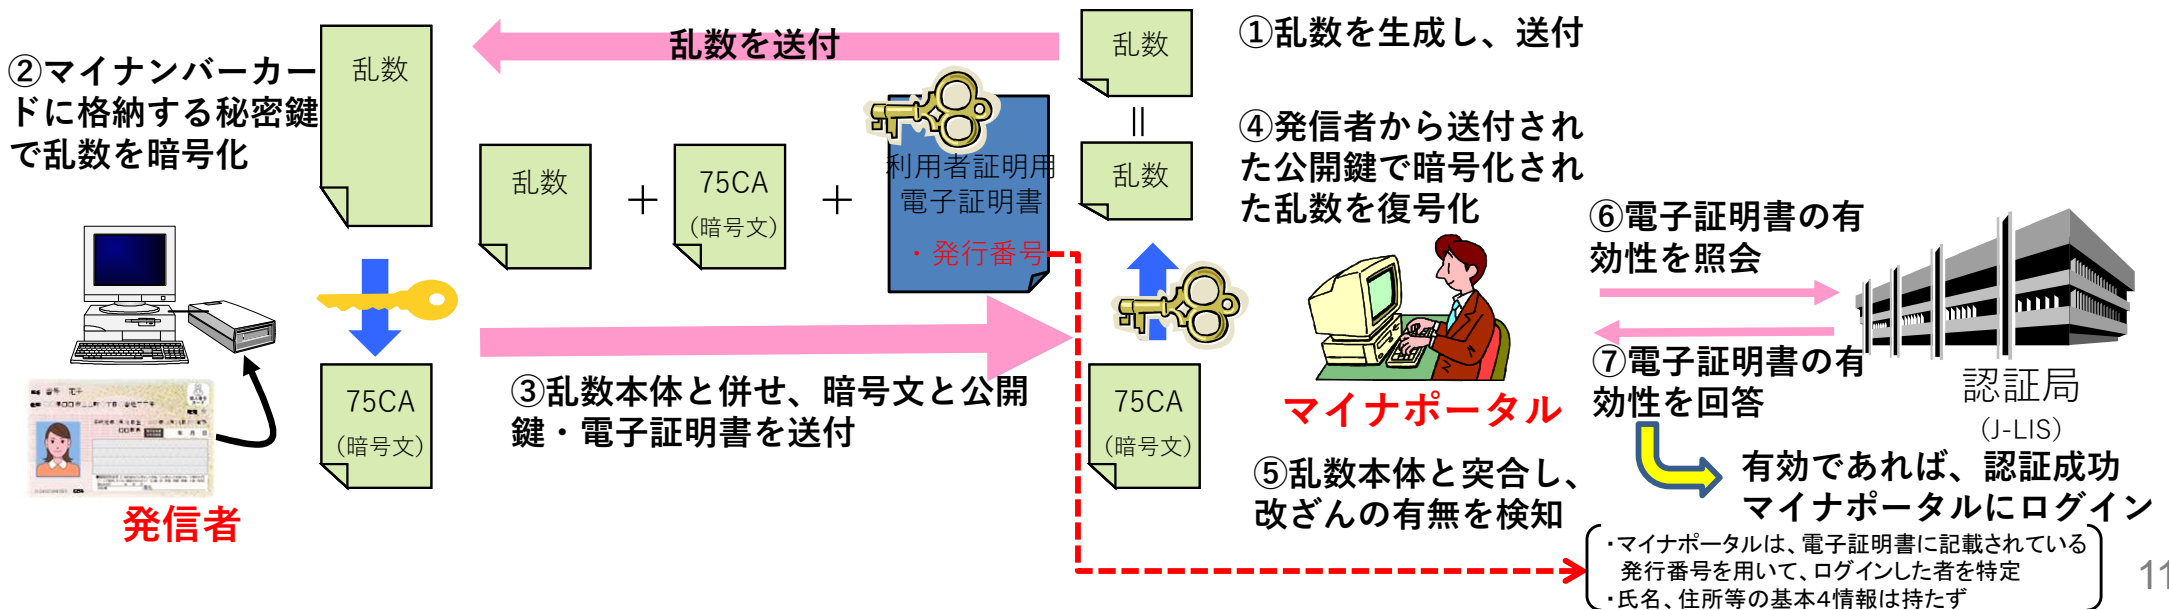 乱数を送付
乱数
①乱数を生成し、送付
②マイナンバーカー
ドに格納する秘密鍵
で乱数を暗号化
乱数
＝
乱数
④発信者から送付され
た公開鍵で暗号化され
た乱数を復号化
乱数
＋
75CA
(暗号文)
＋
利用者証明用
電子証明書
・発行番号
③乱数本体と併せ、暗号文と公開
鍵・電子証明書を送付
75CA
(暗号文)
発信者
75CA
(暗号文)
マイナポータル
⑤乱数本体と突合し、
改ざんの有無を検知
⑥電子証明書の有
効性を照会
⑦電子証明書の有
効性を回答
認証局
(J-LIS)
有効であれば、認証成功
マイナポータルにログイン
・マイナポータルは、電子証明書に記載されている
発行番号を用いて、ログインした者を特定
・氏名、住所等の基本4情報は持たず
11